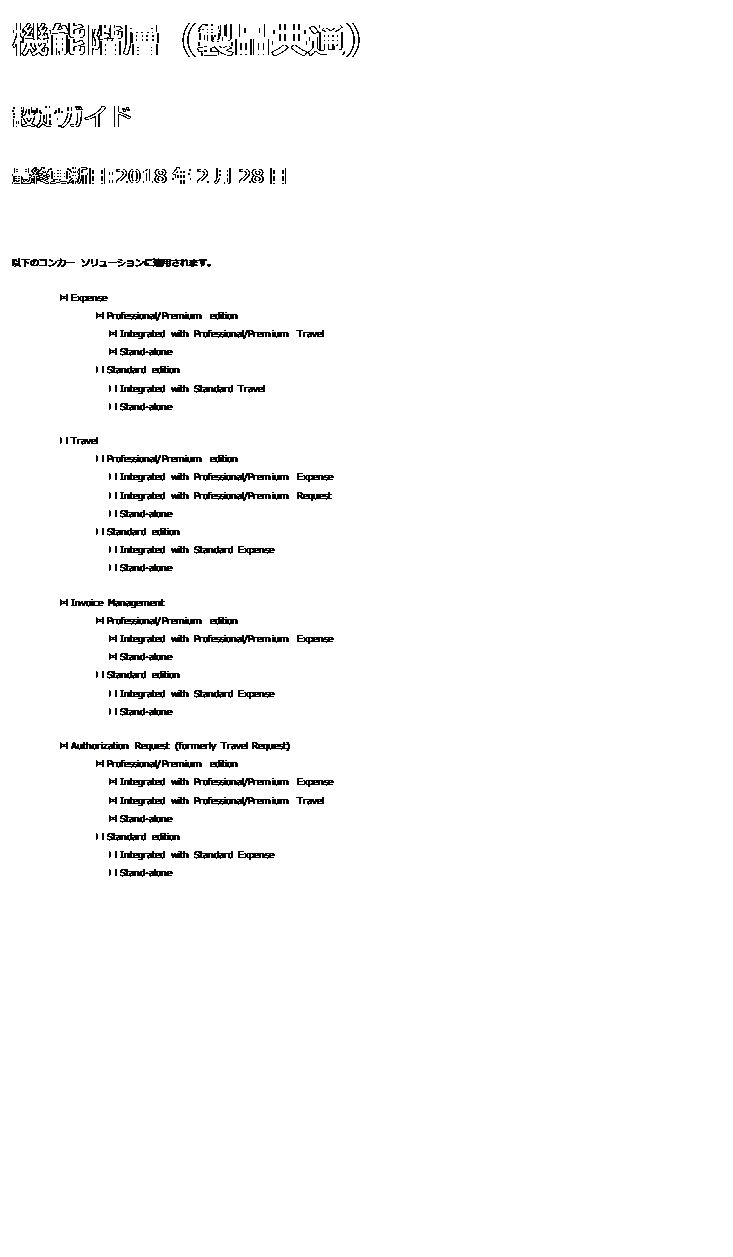 機能階層（製品共通）
設定ガイド
最終更新日:2018 年 2 月 28 日
以下のコンカー ソリューションに適用されます。
Expense
Professional/Premium edition
Integrated with Professional/Premium Travel
Stand-alone
Standard edition
Integrated with Standard Travel
Stand-alone
Travel
Professional/Premium edition
Integrated with Professional/Premium Expense
Integrated with Professional/Premium Request
Stand-alone
Standard edition
Integrated with Standard Expense
Stand-alone
Invoice Management
Professional/Premium edition
Integrated with Professional/Premium Expense
Stand-alone
Standard edition
Integrated with Standard Expense
Stand-alone
Authorization Request (formerly Travel Request)
Professional/Premium edition
Integrated with Professional/Premium Expense
Integrated with Professional/Premium Travel
Stand-alone
Standard edition
Integrated with Standard Expense
Stand-alone